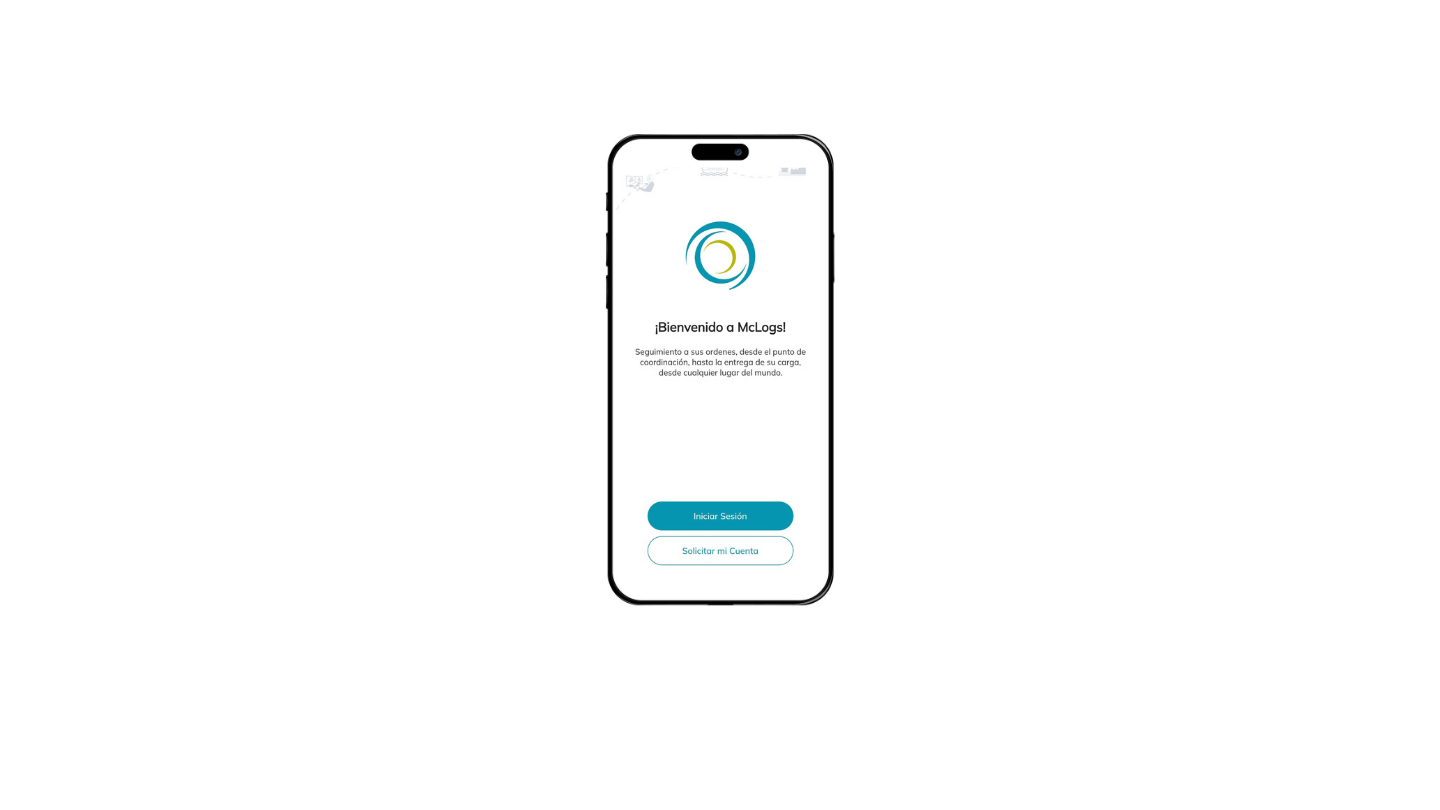 ¡Bienvenido a McLogs!
Seguimiento a sus ordenes, desde el punto de
coordinación, hasta la entrega de su carga,
desde cualquier lugar del mundo.
Iniciar Sesión
Solicitar mi Cuenta